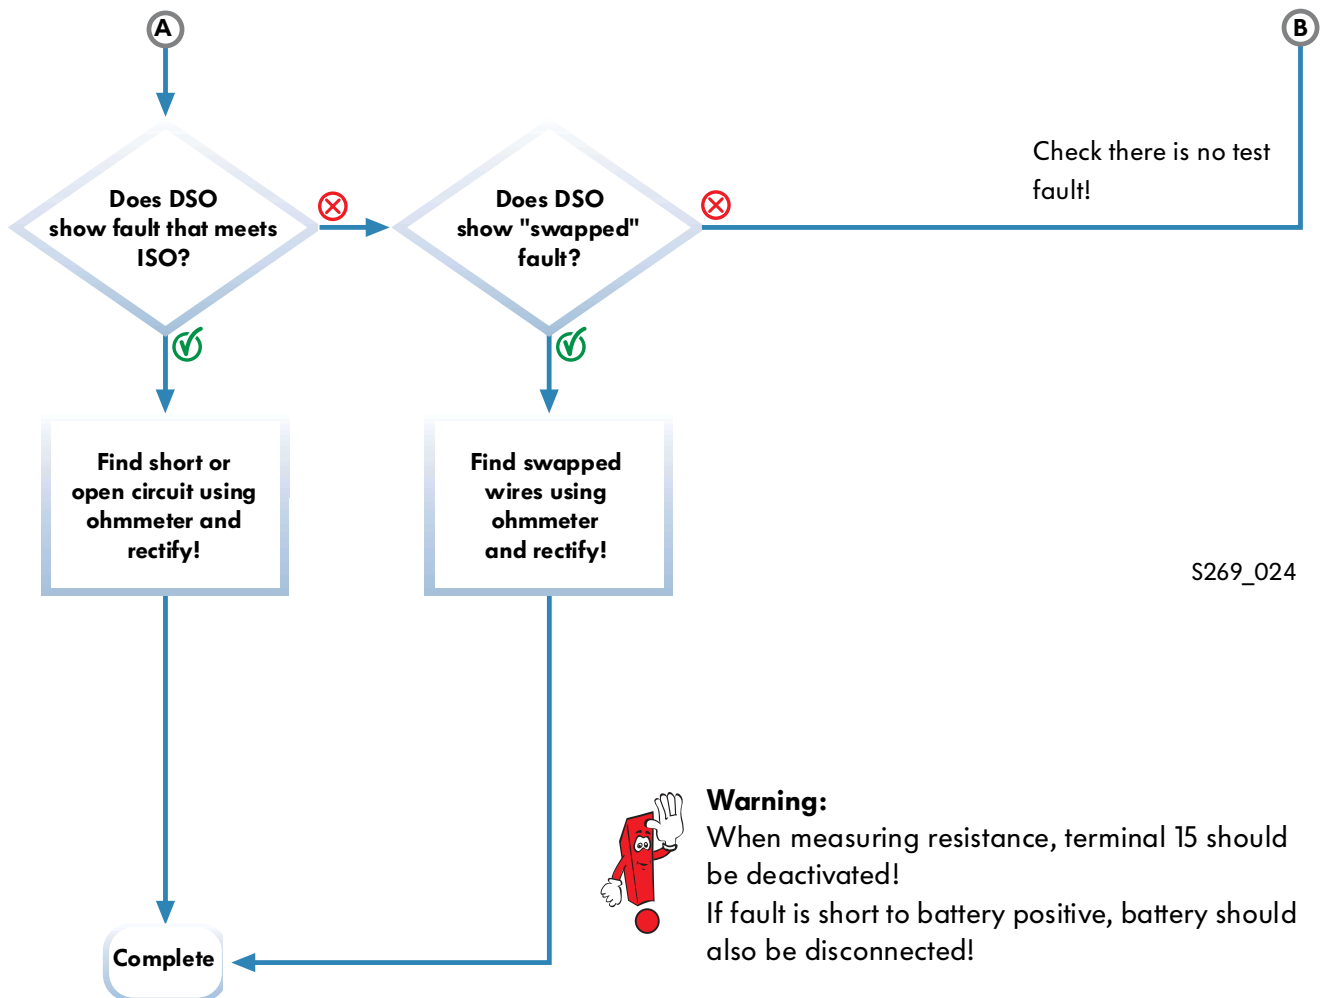 A
B
Check there is no test
fault!
Does DSO
show fault that meets
ISO?
Does DSO
show "swapped"
fault?
Find short or
open circuit using
ohmmeter and
rectify!
Find swapped
wires using
ohmmeter
and rectify!
S269_024
Warning:
When measuring resistance, terminal 15 should
be deactivated!
If fault is short to battery positive, battery should
also be disconnected!
Complete